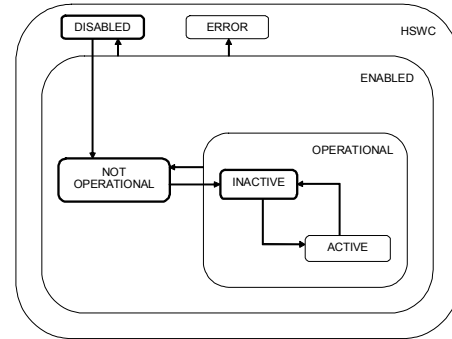 DISABLED
ERROR
HSWC
ENABLED
OPERATIONAL
NOT
OPERATIONAL
INACTIVE
ACTIVE